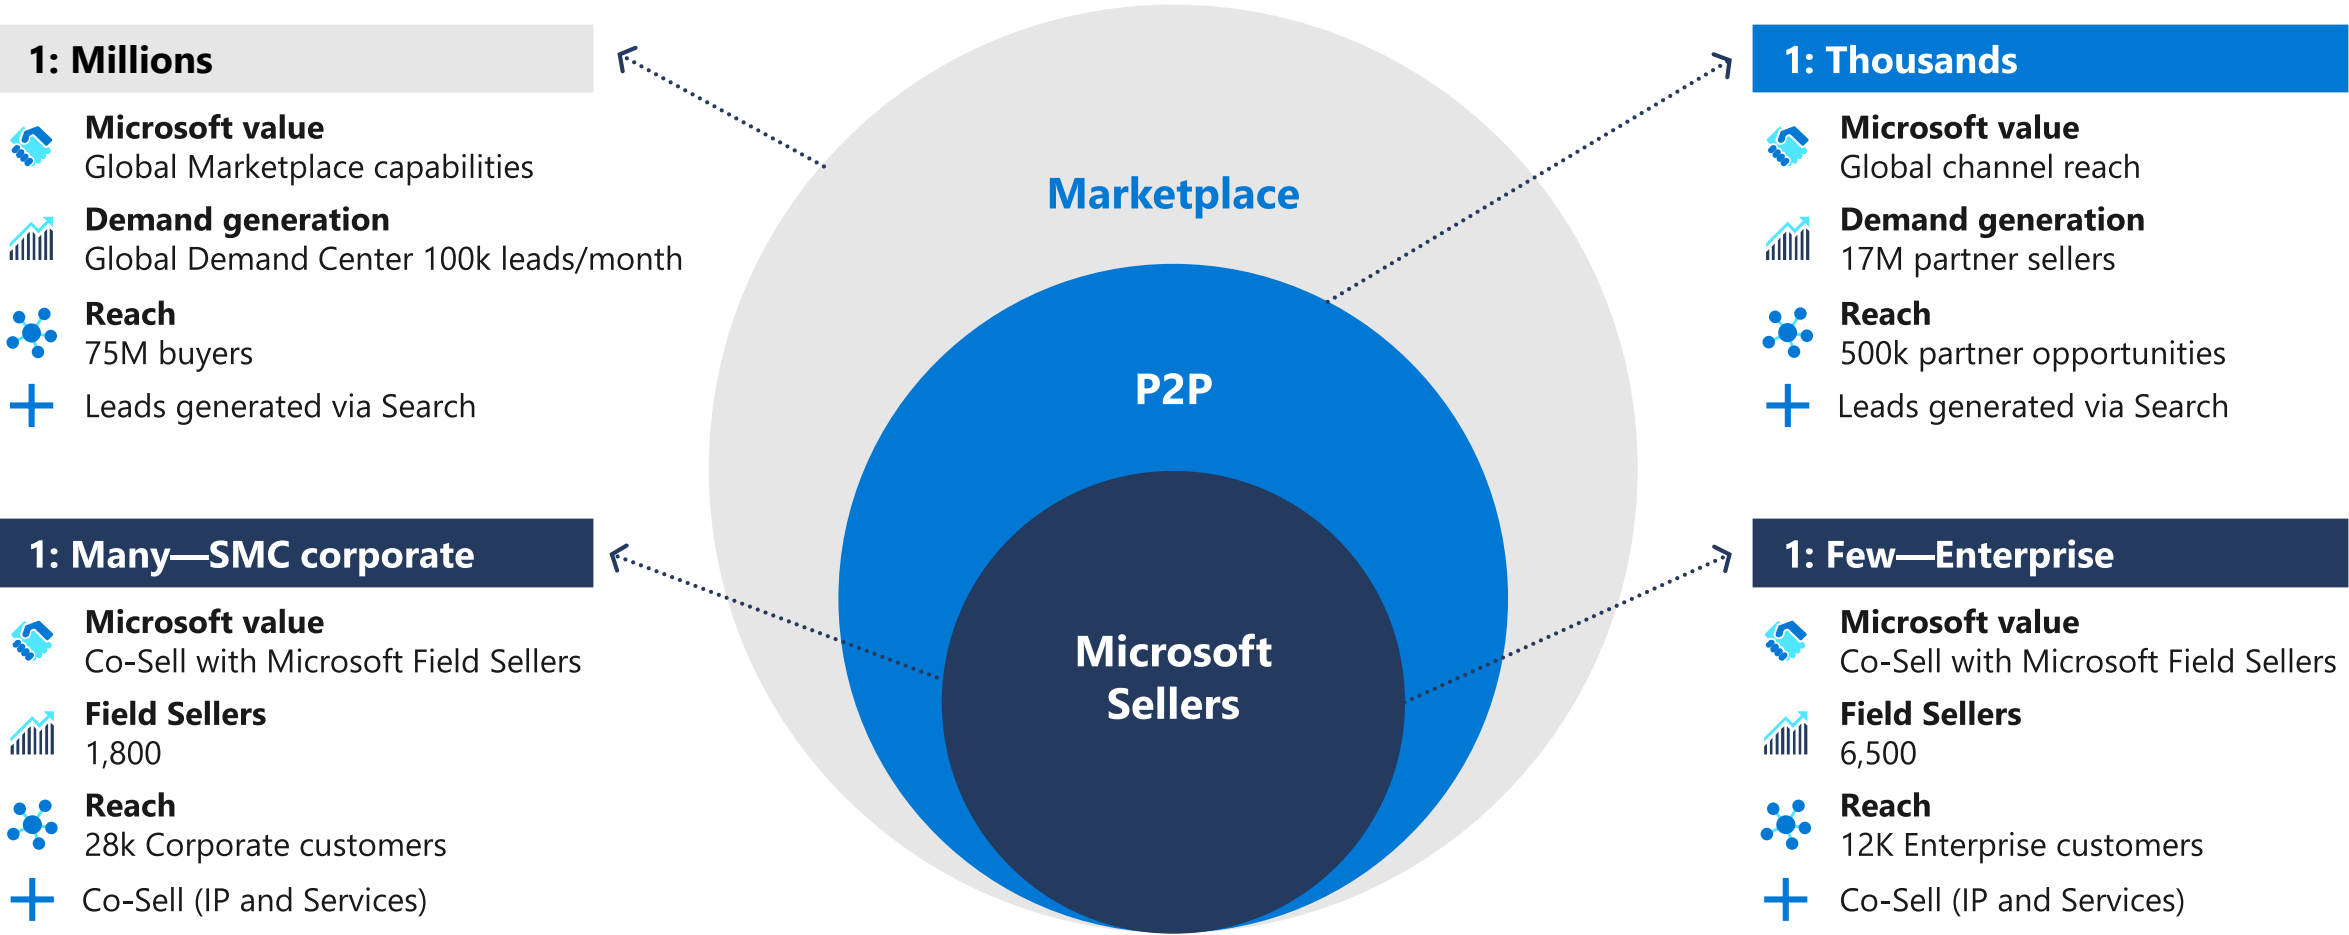 1: Millions
Microsoft value
Global Marketplace capabilities
Demand generation
Global Demand Center 100k leads/month
Reach
75M buyers
Leads generated via Search
1: Many—SMC corporate
Microsoft value
Co-Sell with Microsoft Field Sellers
Field Sellers
1,800
Reach
28k Corporate customers
Co-Sell (IP and Services)
Marketplace
P2P
Microsoft
Sellers
1: Thousands
Microsoft value
Global channel reach
Demand generation
17M partner sellers
Reach
500k partner opportunities
Leads generated via Search
1: Few—Enterprise
Microsoft value
Co-Sell with Microsoft Field Sellers
Field Sellers
6,500
Reach
12K Enterprise customers
Co-Sell (IP and Services)